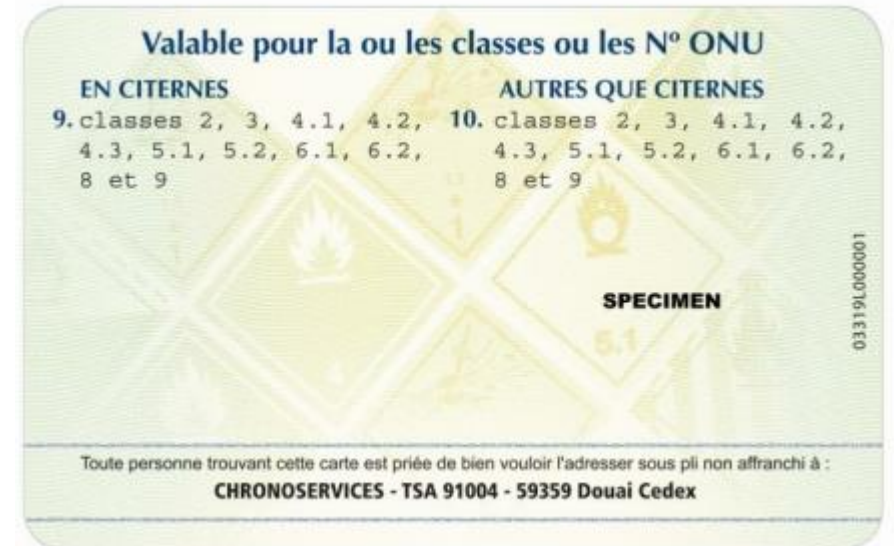 Valable pour la ou les classes ou les Nº ONU
EN CITERNES
9. classes 2, 3, 4.1, 4.2,
4.3, 5.1, 5.2, 6.1, 6.2,
8 et 9
AUTRES QUE CITERNES
10. classes 2, 3, 4.1, 4.2,
4.3, 5.1, 5.2, 6.1, 6.2,
8 et 9
SPECIMEN
5.1
03319L0000001
Toute personne trouvant cette carte est priée de bien vouloir l'adresser sous pli non affranchi à :
CHRONOSERVICES - TSA 91004 - 59359 Douai Cedex